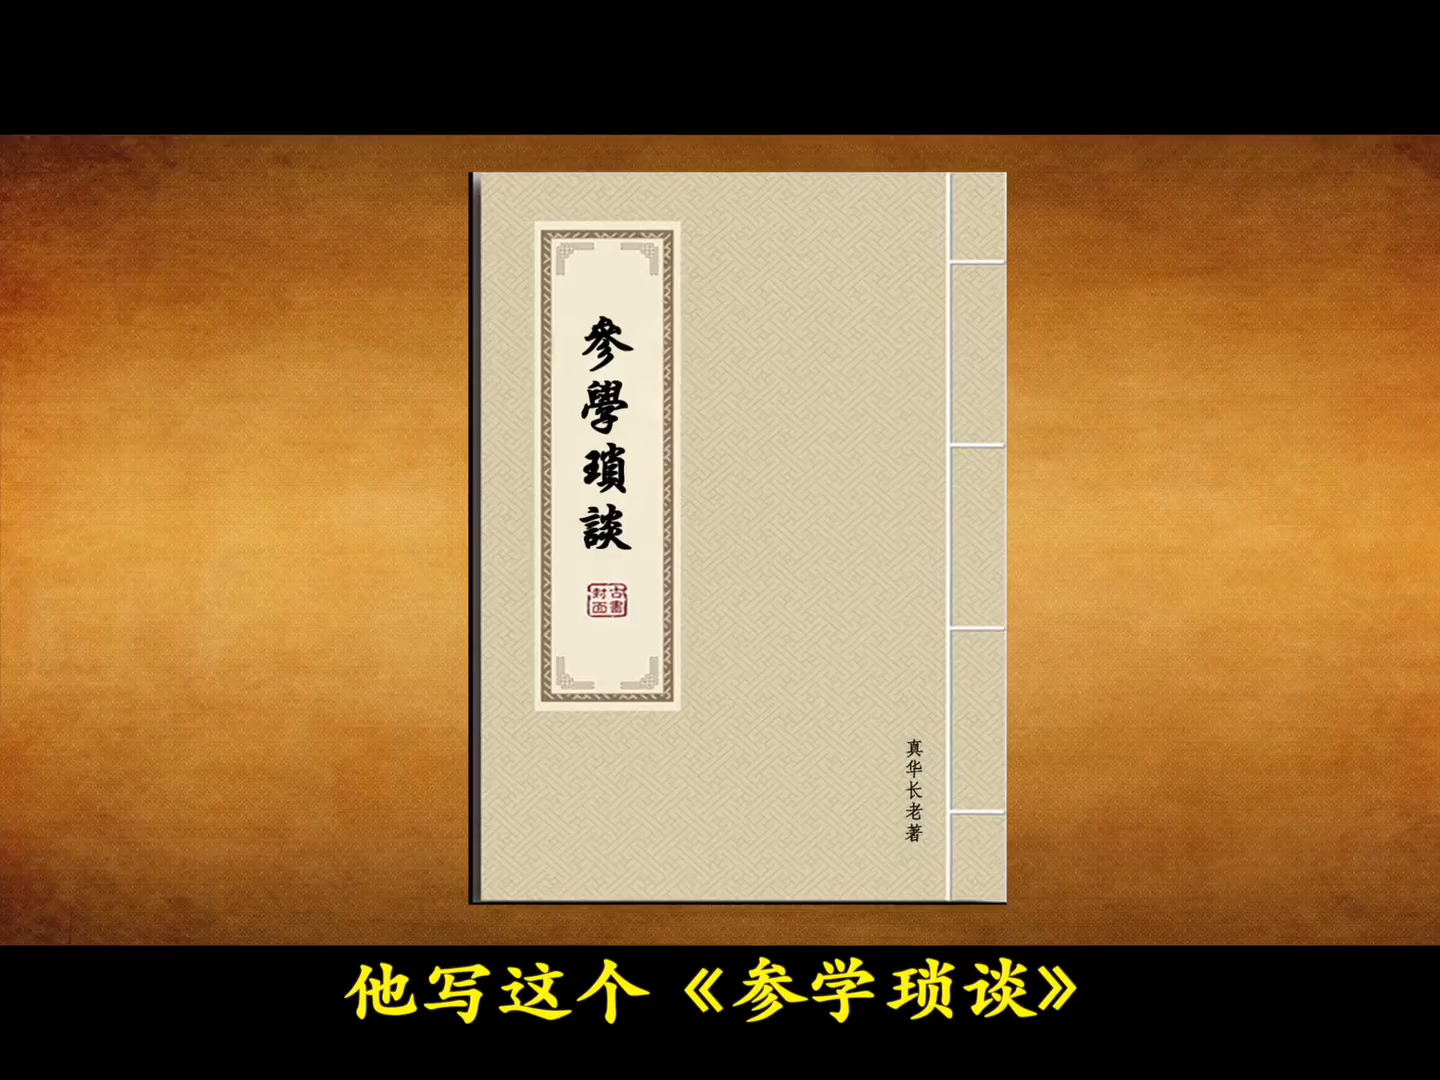 參學瑣談
古書
封面
真华长老著
他写这个《参学琐谈》